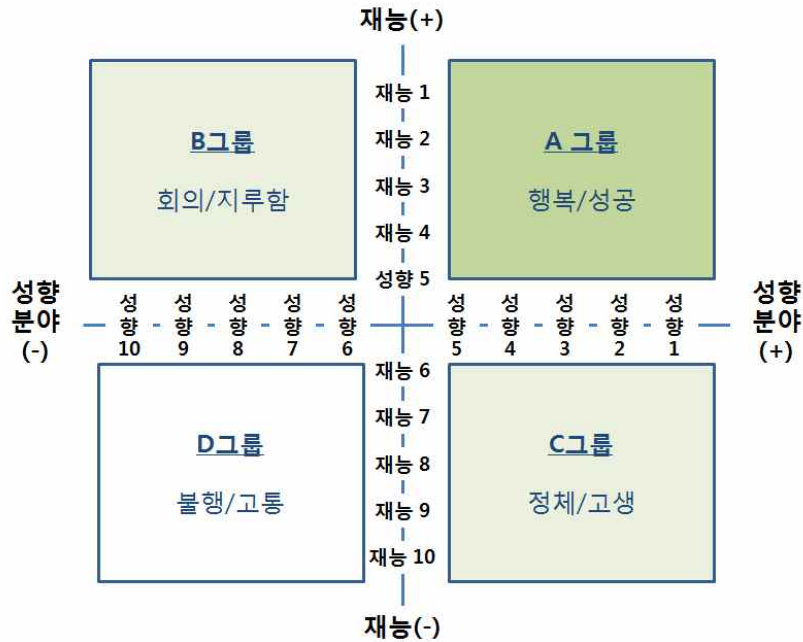 재능(+)
재능 1
재능 2
재능 3
재능 4
성향 5
B그룹
회의/지루함
A 그룹
행복/성공
성향
분야
(-)
성향
10
성향
9
성향
8
성향
7
성향
6
성향
5
성향
4
성향
3
성향
2
성향
1
성향
분야
(+)
재능 6
재능 7
재능 8
재능 9
재능 10
D그룹
불행/고통
C그룹
정체/고생
재능(-)